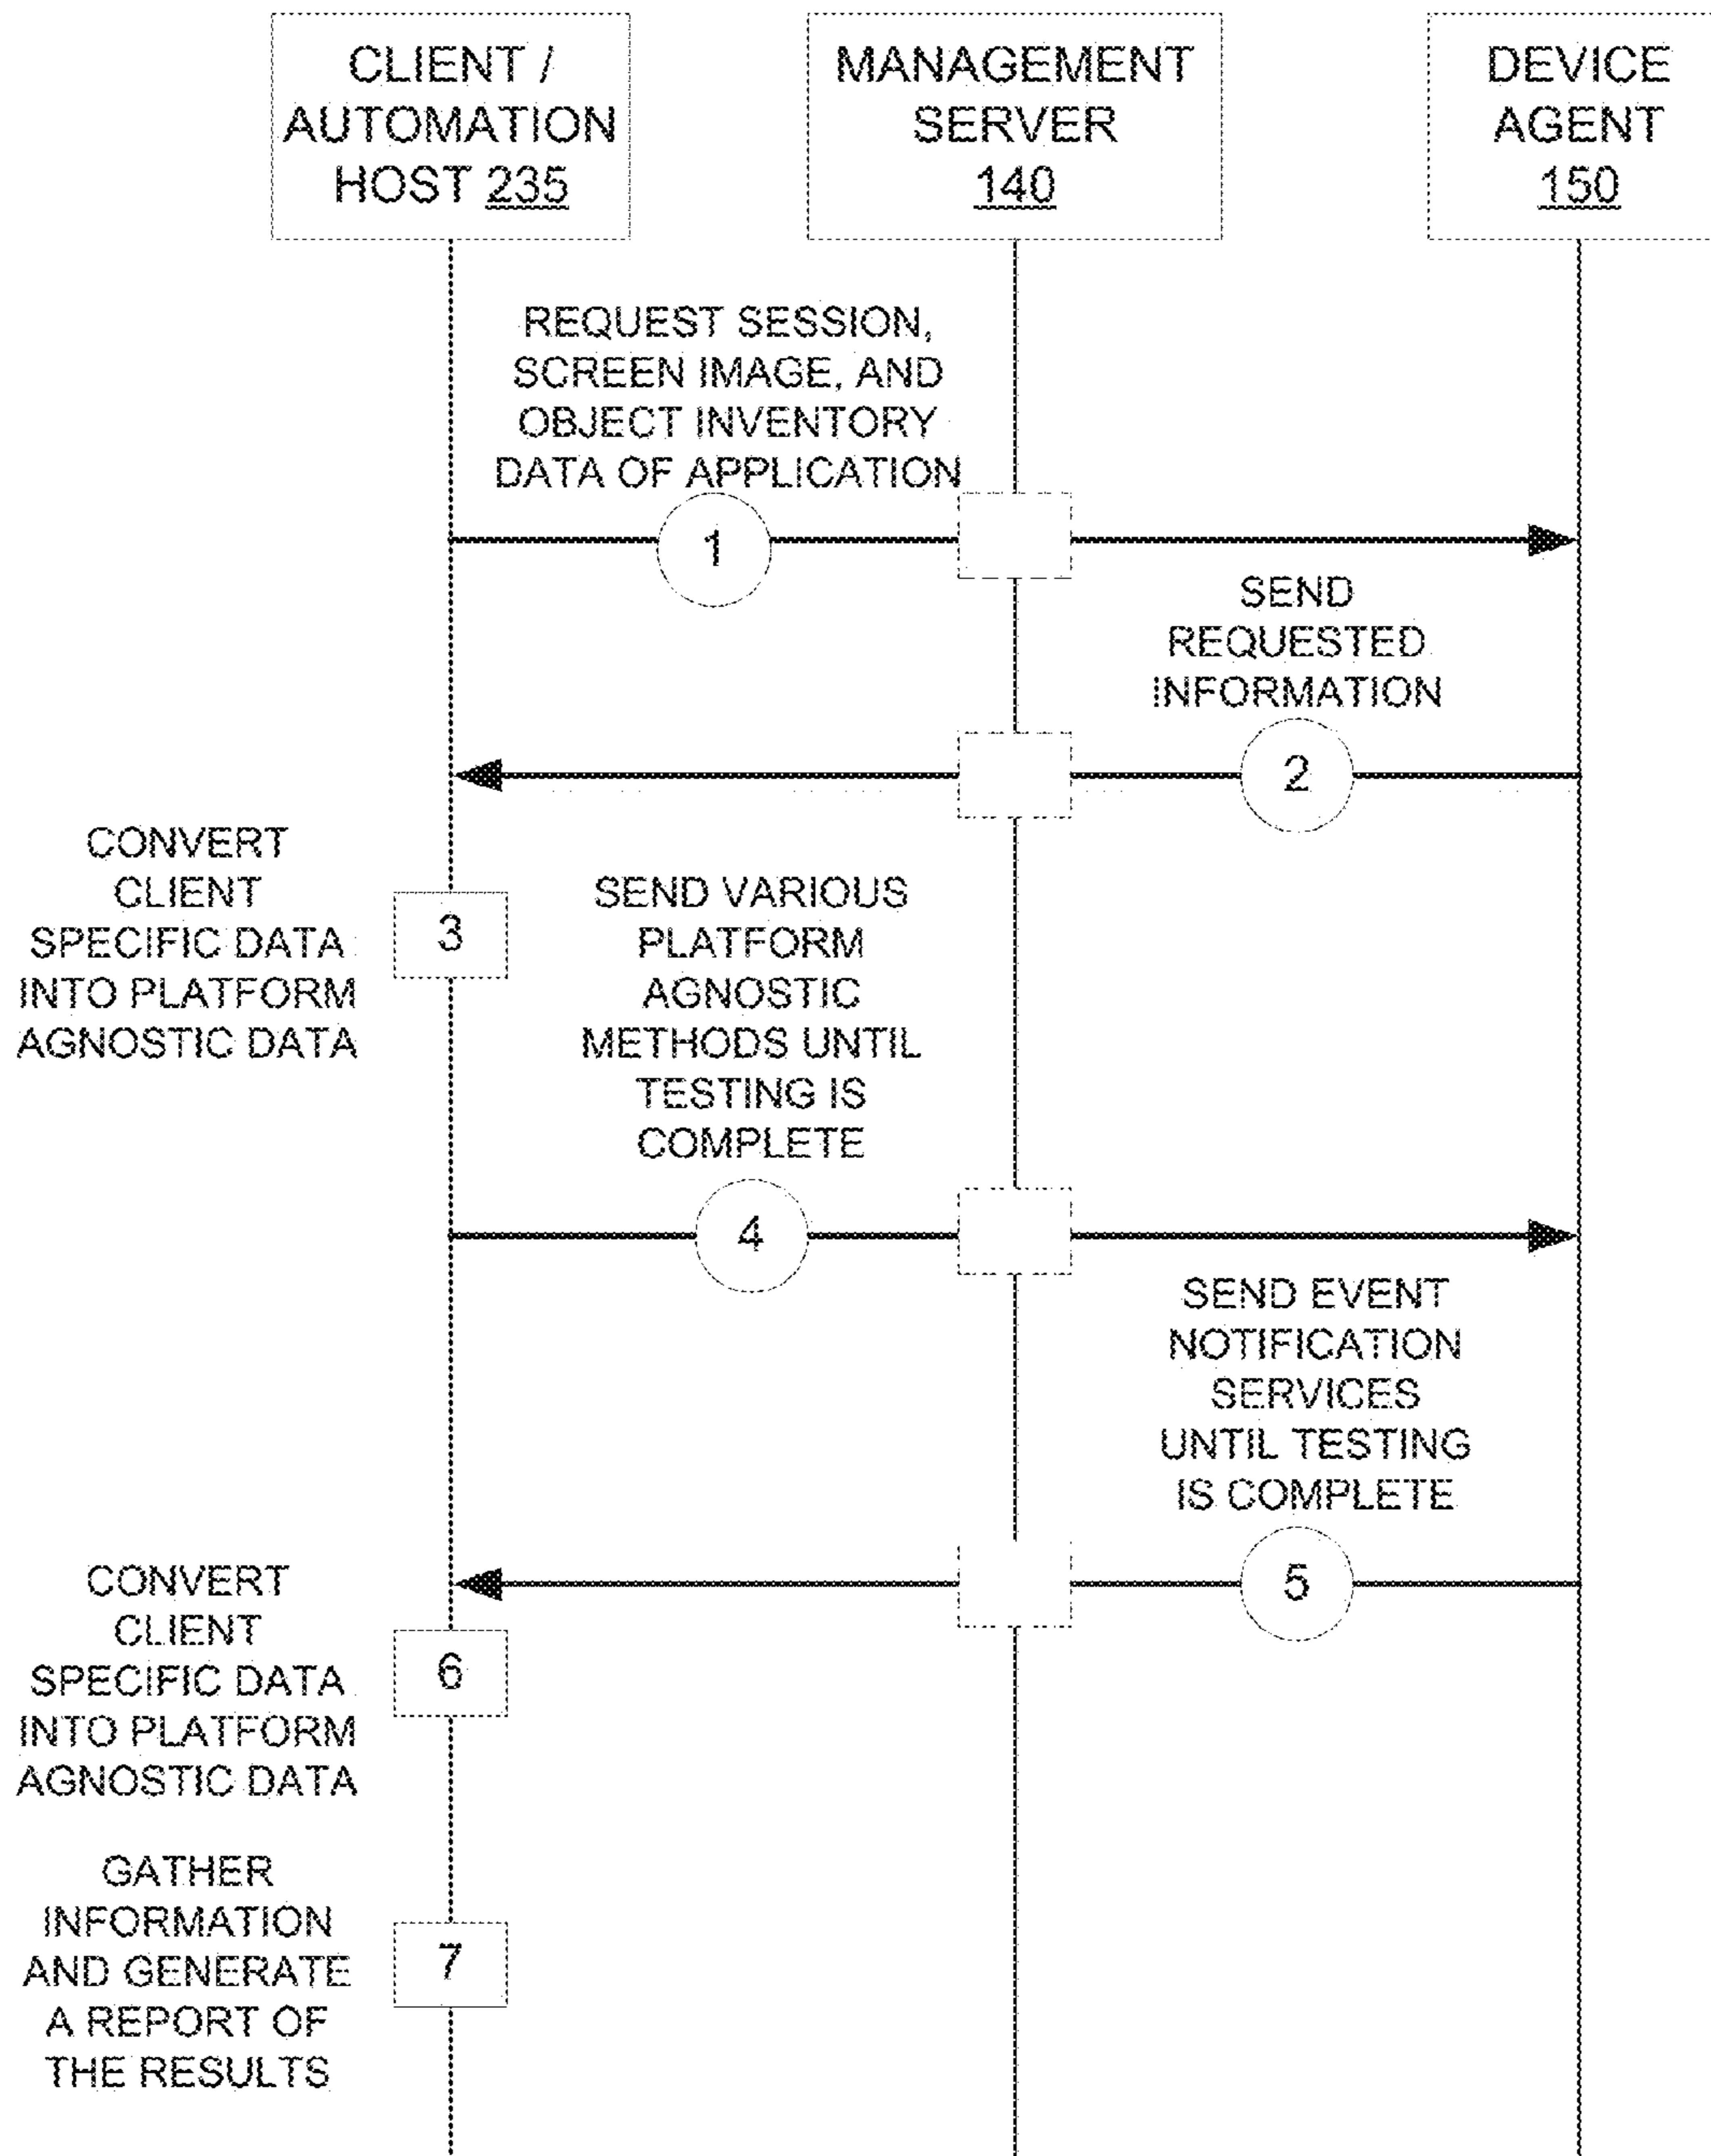 CLIENT /
AUTOMATION
HOST 235
MANAGEMENT
SERVER
140
DEVICE
AGENT
150
REQUEST SESSION,
SCREEN IMAGE, AND
OBJECT INVENTORY
DATA OF APPLICATION
1
SEND
REQUESTED
INFORMATION
2
CONVERT
CLIENT
SPECIFIC DATA
INTO PLATFORM
AGNOSTIC DATA
3
SEND VARIOUS
PLATFORM
AGNOSTIC
METHODS UNTIL
TESTING IS
COMPLETE
4
SEND EVENT
NOTIFICATION
SERVICES
UNTIL TESTING
IS COMPLETE
5
CONVERT
CLIENT
SPECIFIC DATA
INTO PLATFORM
AGNOSTIC DATA
6
GATHER
INFORMATION
AND GENERATE
A REPORT OF
THE RESULTS
7